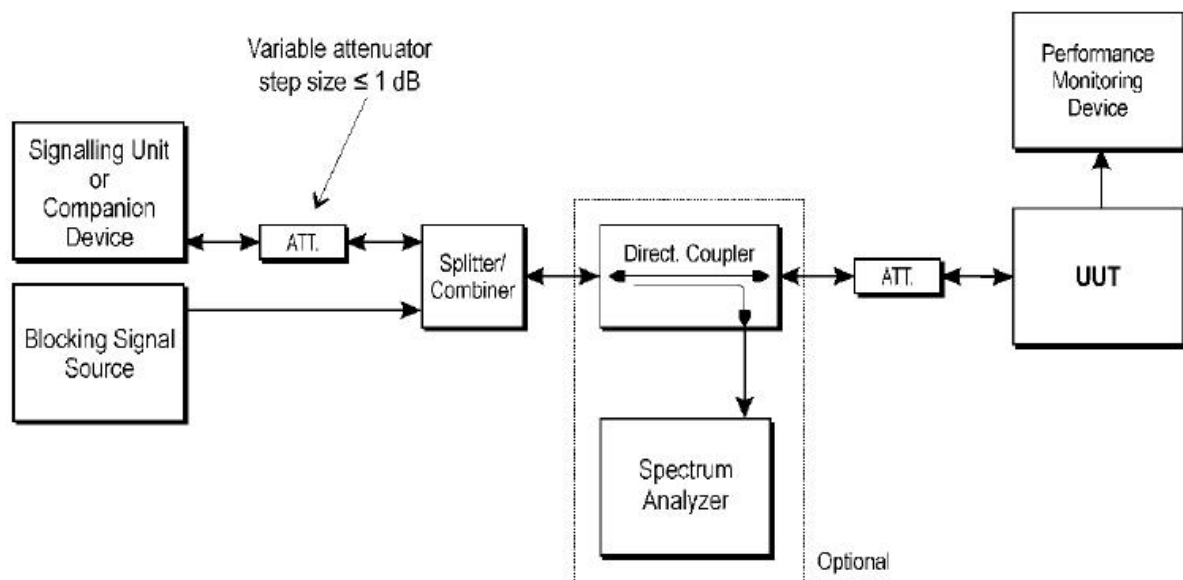 Variable attenuator
step size ≤ 1 dB
Signalling Unit
or
Companion
Device
ATT.
Splitter/
Combiner
Blocking Signal
Source
Direct. Coupler
Spectrum
Analyzer
Optional
ATT.
Performance
Monitoring
Device
UUT